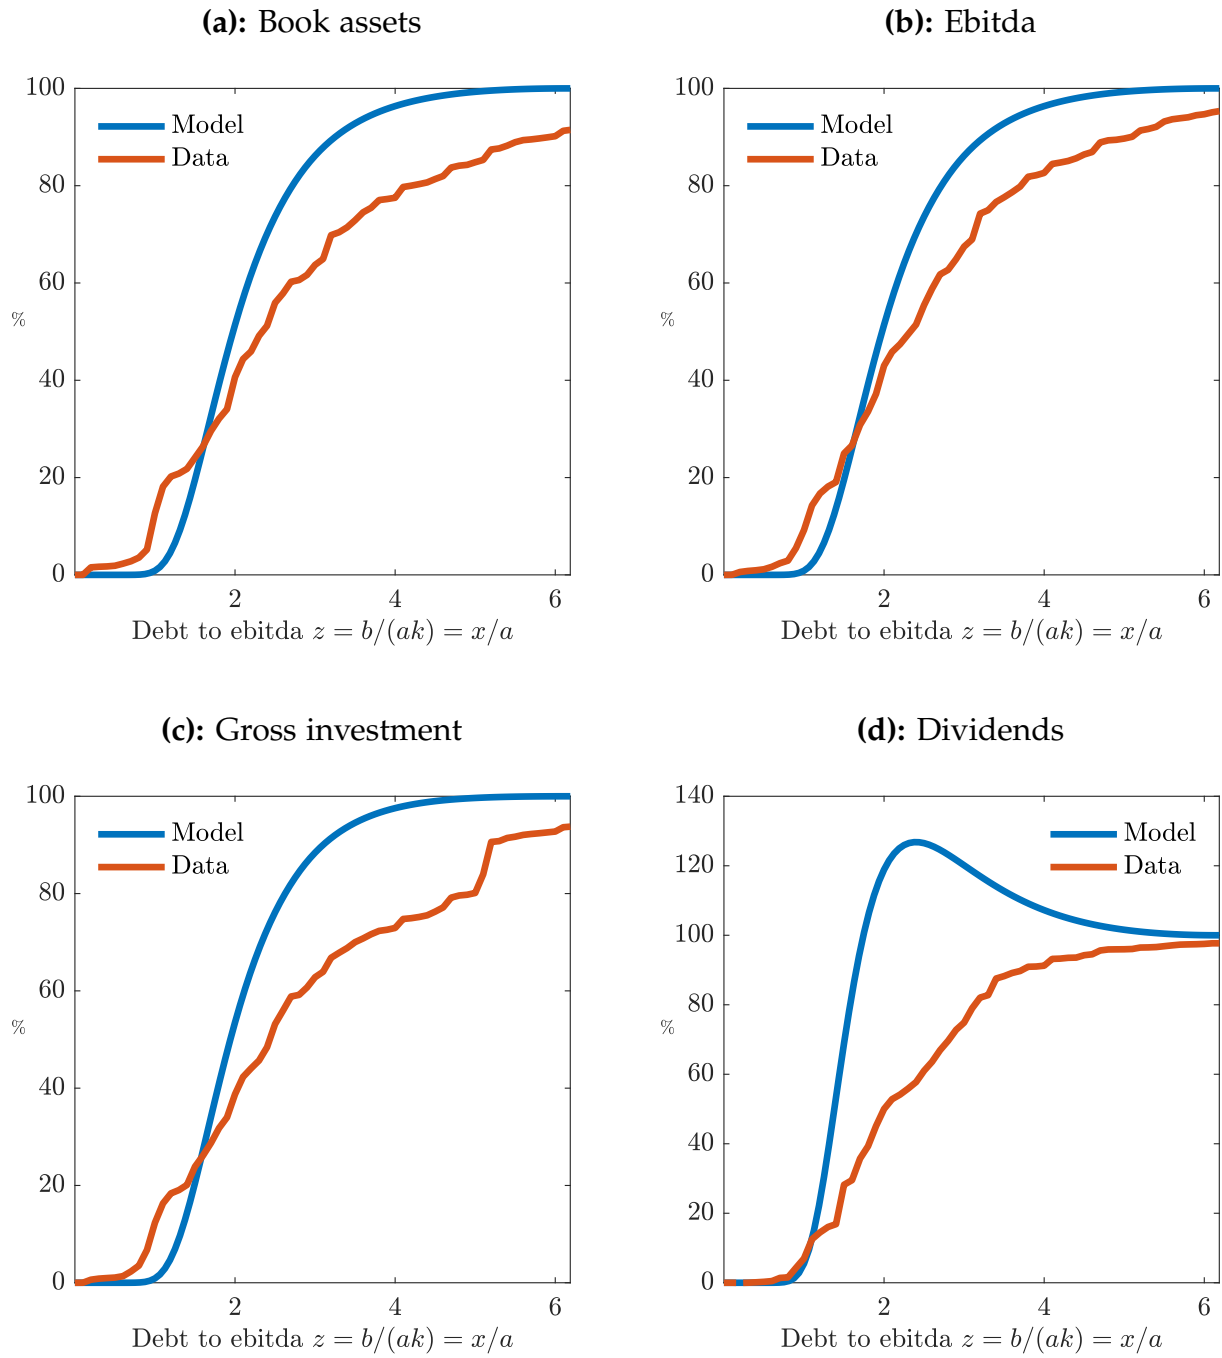 (a): Book assets
100
80
60
%
40
20
0
2
4
6
Model
Data
Debt to ebitda z = b/(ak) = x/a
(b): Ebitda
100
80
60
%
40
20
0
2
4
6
Model
Data
Debt to ebitda z = b/(ak) = x/a
(c): Gross investment
100
80
60
%
40
20
0
2
4
6
Model
Data
Debt to ebitda z = b/(ak) = x/a
(d): Dividends
140
120
100
80
%
60
40
20
0
2
4
6
Model
Data
Debt to ebitda z = b/(ak) = x/a